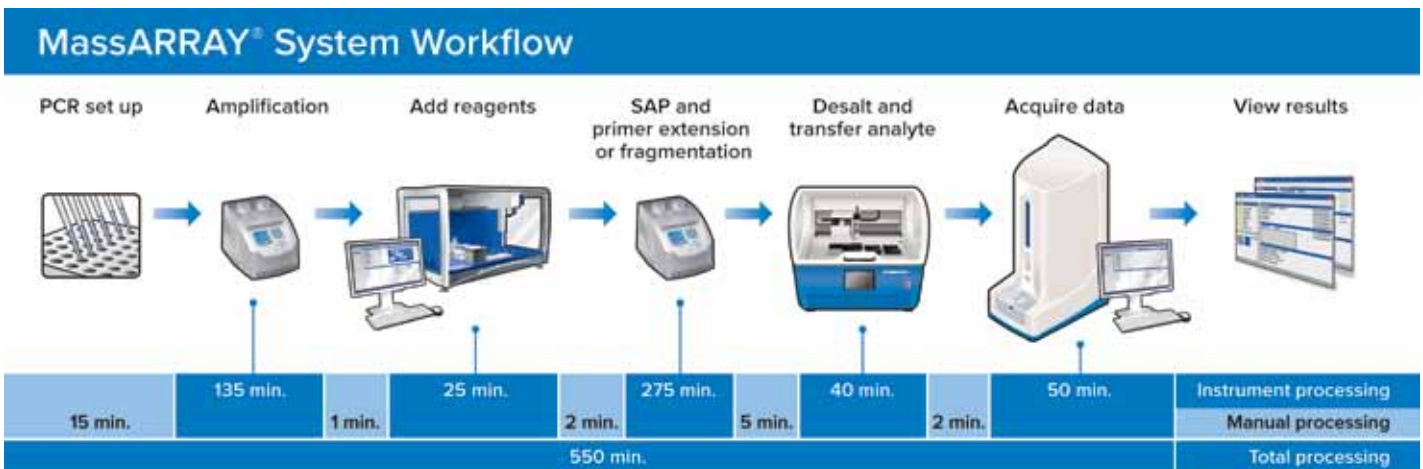 MassARRAY® System Workflow
PCR set up
Amplification
Add reagents
SAP and
primer extension
or fragmentation
Desalt and
transfer analyte
Acquire data
View results
135 min.
25 min.
275 min.
40 min.
50 min.
Instrument processing
15 min.
1 min.
2 min.
5 min.
2 min.
Manual processing
550 min.
Total processing